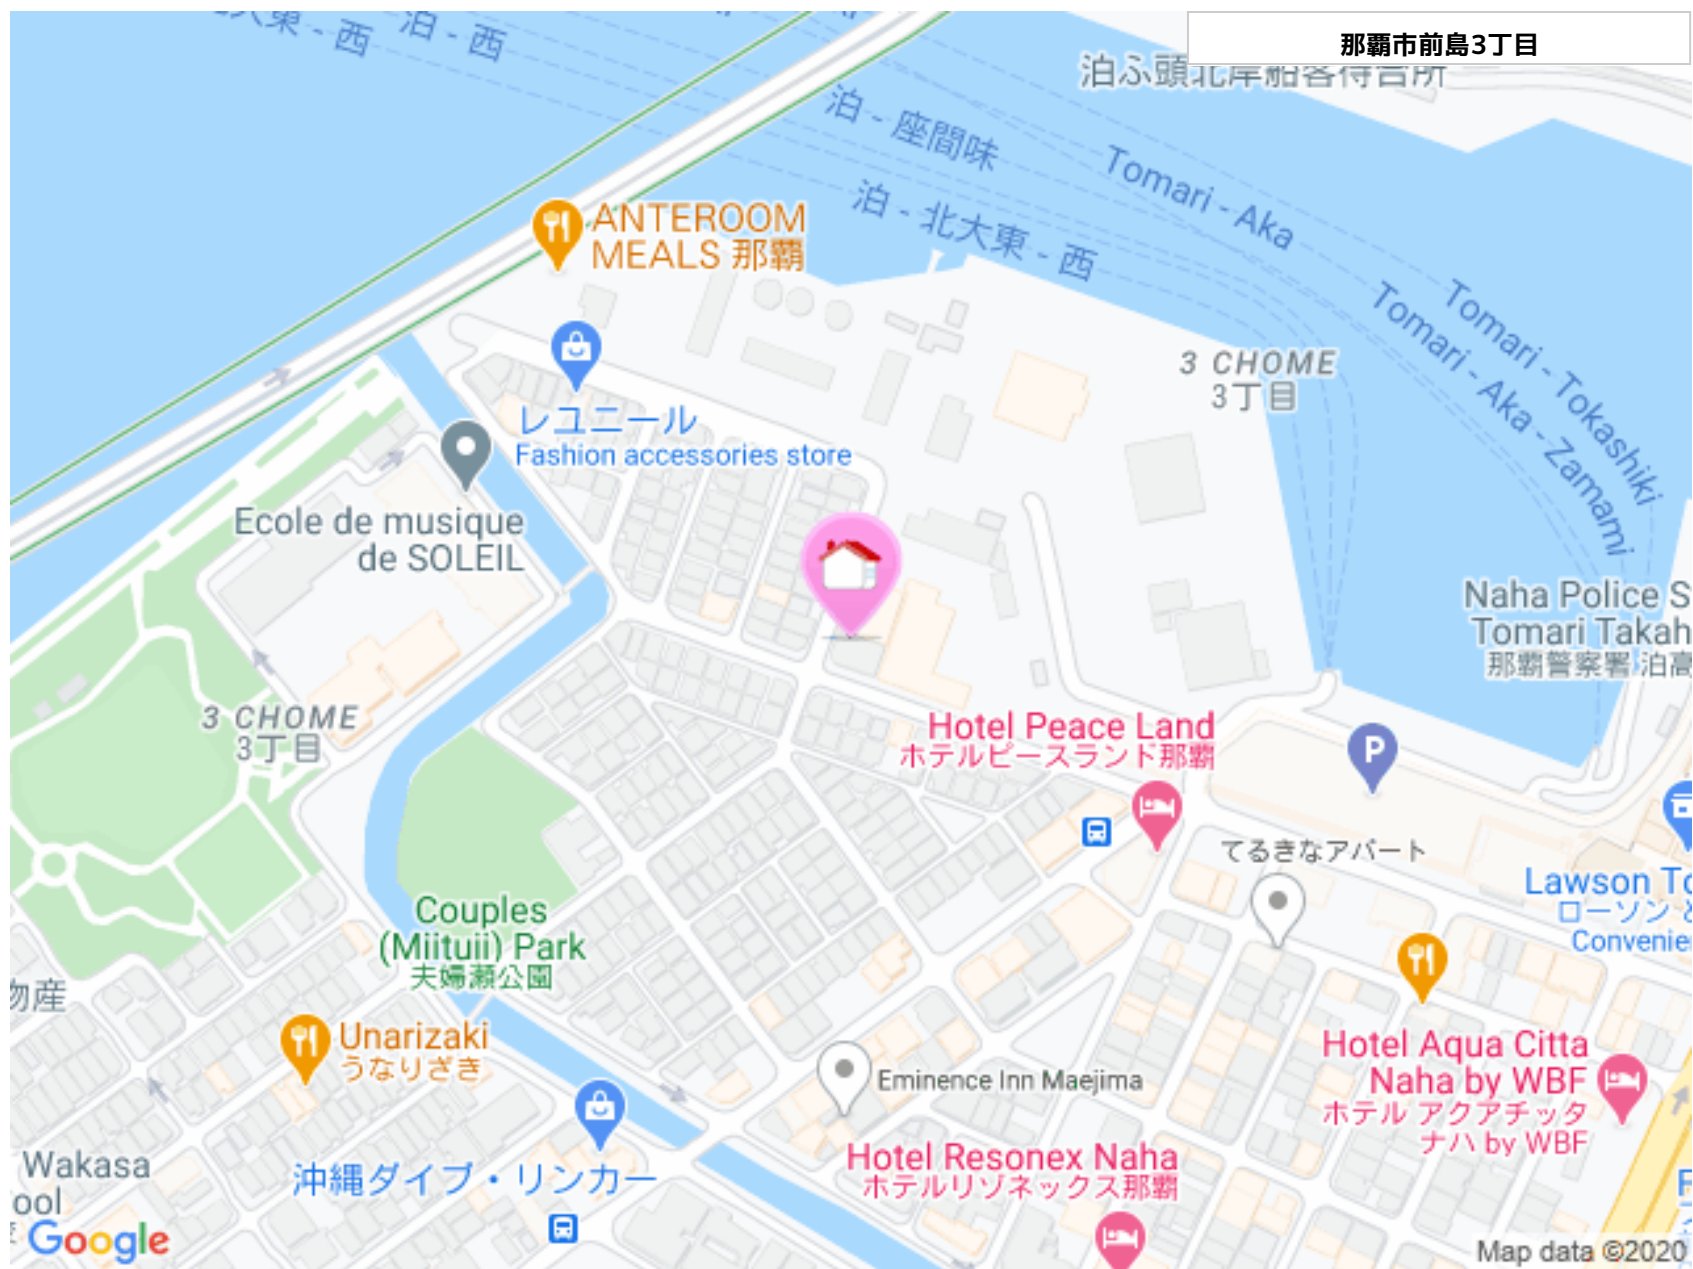 那覇市前島3丁目
大東 - 西
泊 - 西
泊ふ頭北岸船客待合所
泊 - 座間味
Tomari - Aka
泊 - 北大東 - 西
ANTEROOM
MEALS 那覇
Tomari - Tokashiki
Tomari - Aka - Zamami
3 CHOME
3丁目
レユニール
Fashion accessories store
Ecole de musique
de SOLEIL
Naha Police S
Tomari Takah
那覇警察署 泊高
3 CHOME
3丁目
Hotel Peace Land
ホテルピースランド那覇
P
てるきなアパート
Lawson To
ローソン と
Convenie
Couples
(Miituii) Park
夫婦瀬公園
物産
Unarizaki
うなりざき
Eminence Inn Maejima
Hotel Aqua Citta
Naha by WBF
ホテル アクアチッタ
ナハ by WBF
Hotel Resonex Naha
ホテルリゾネックス那覇
沖縄ダイブ・リンカー
Wakasa
ool
Google
Map data ©2020